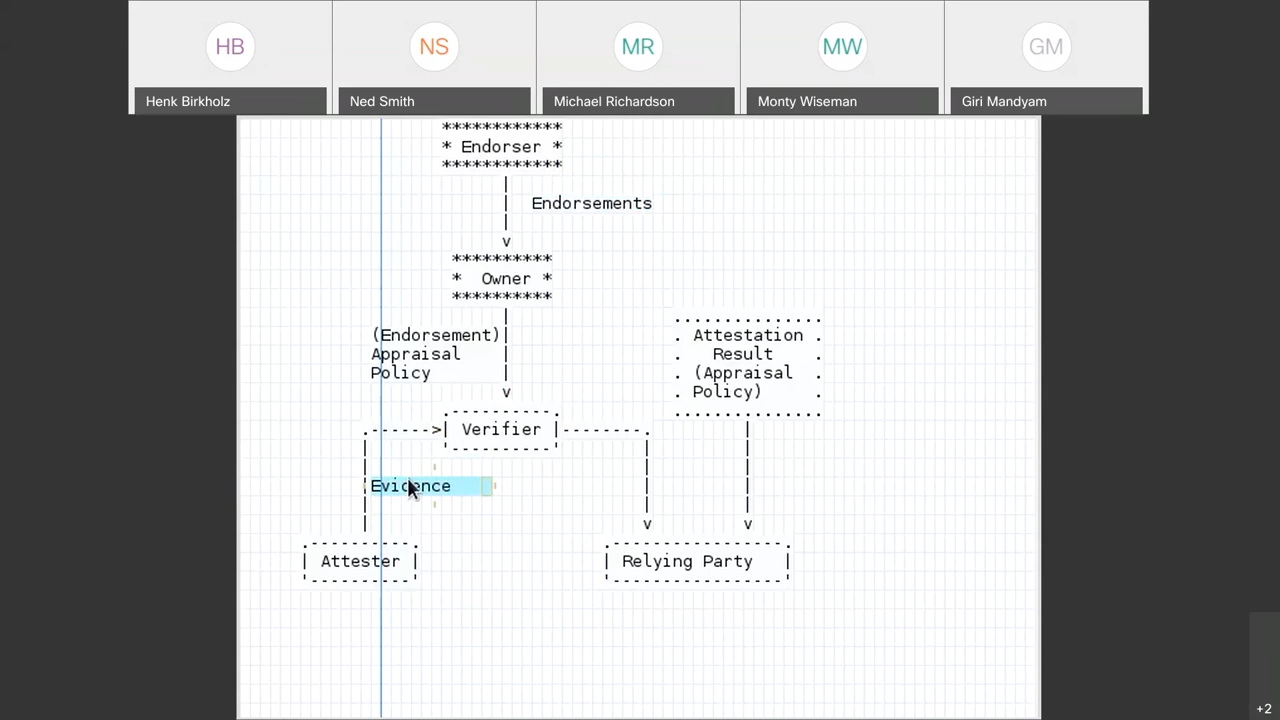 HB
NS
MR
MW
GM
Henk Birkholz
Ned Smith
Michael Richardson
Monty Wiseman
Giri Mandyam
************
* Endorser *
************
Endorsements
**********
* Owner *
**********
(Endorsement)
Appraisal
Policy
. Attestation .
. Result .
. (Appraisal .
. Policy) .
Verifier
Evidence
Attester
Relying Party
+2